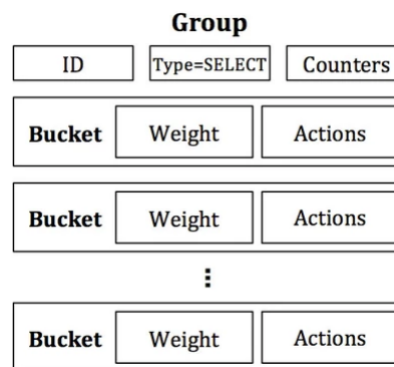 Group
ID Type=SELECT Counters
Bucket Weight Actions
Bucket Weight Actions
⋮
Bucket Weight Actions